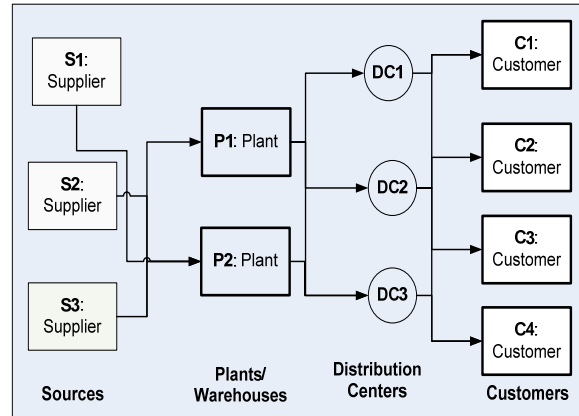 S1:
Supplier
S2:
Supplier
S3:
Supplier
P1: Plant
P2: Plant
DC1
DC2
DC3
C1:
Customer
C2:
Customer
C3:
Customer
C4:
Customer
Sources
Plants/
Warehouses
Distribution
Centers
Customers